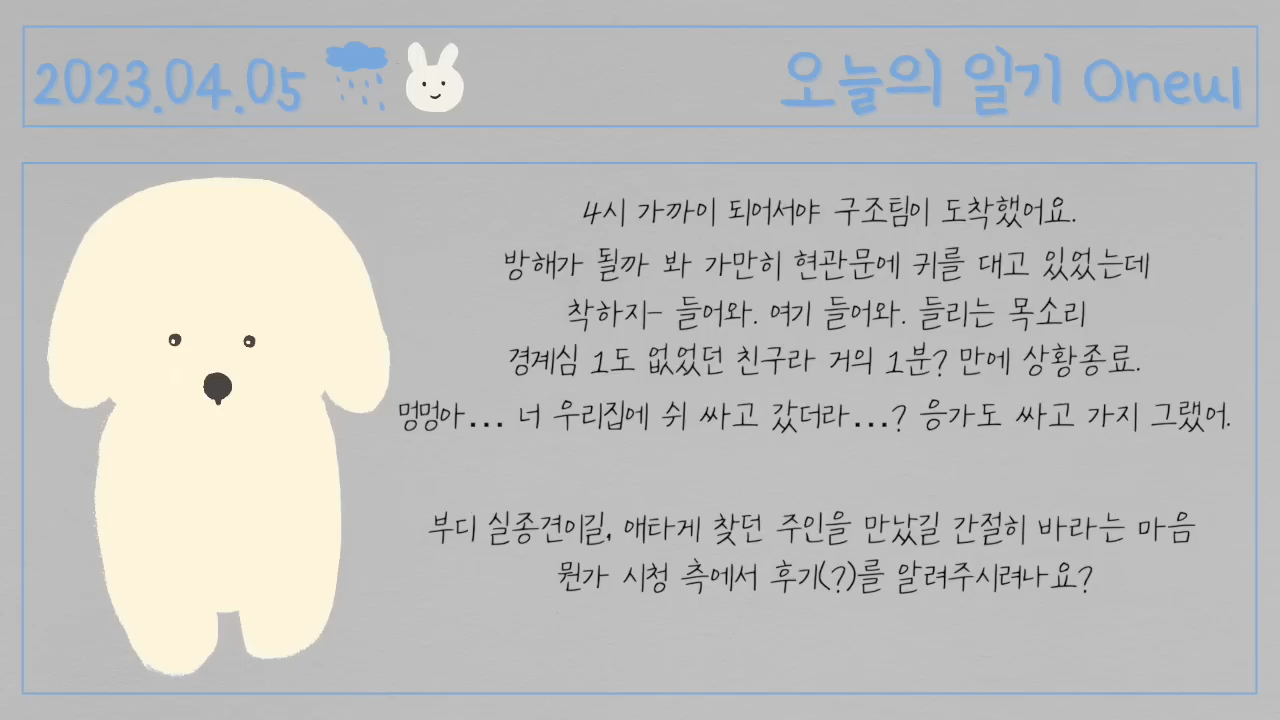 2023.04.05
오늘의 일기 Oneul
4시 가까이 되어서야 구조팀이 도착했어요.
방해가 될까 봐 가만히 현관문에 귀를 대고 있었는데
착하지- 들어와. 여기 들어와. 들리는 목소리
경계심 1도 없었던 친구라 거의 1분? 만에 상황종료.
멍멍아... 너 우리집에 쉬 싸고 갔더라...? 응가도 싸고 가지 그랬어.
부디 실종견이길, 애타게 찾던 주인을 만났길 간절히 바라는 마음
뭔가 시청 측에서 후기(?)를 알려주시려나요?